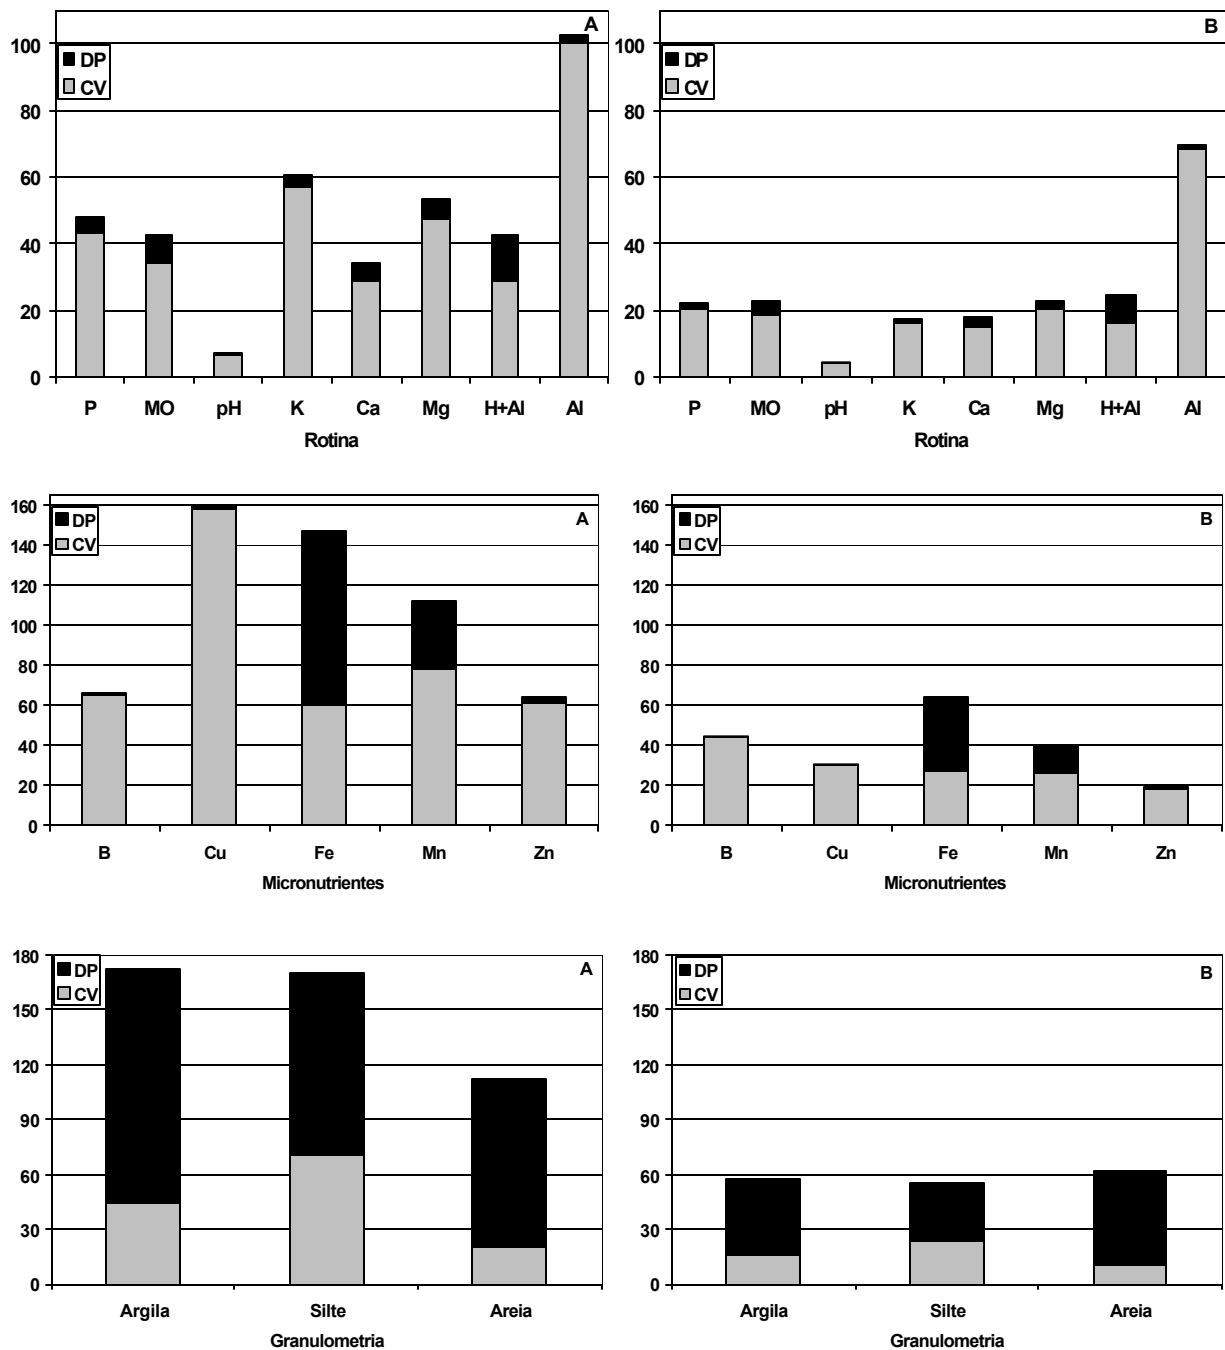 A
100
80
60
40
20
0
DP
CV
P MO pH K Ca Mg H+Al Al
Rotina
B
100
80
60
40
20
0
DP
CV
P MO pH K Ca Mg H+Al Al
Rotina
A
160
140
120
100
80
60
40
20
0
DP
CV
B Cu Fe Mn Zn
Micronutrientes
B
160
140
120
100
80
60
40
20
0
DP
CV
B Cu Fe Mn Zn
Micronutrientes
A
180
150
120
90
60
30
0
DP
CV
Argila Silte Areia
Granulometria
B
180
150
120
90
60
30
0
DP
CV
Argila Silte Areia
Granulometria